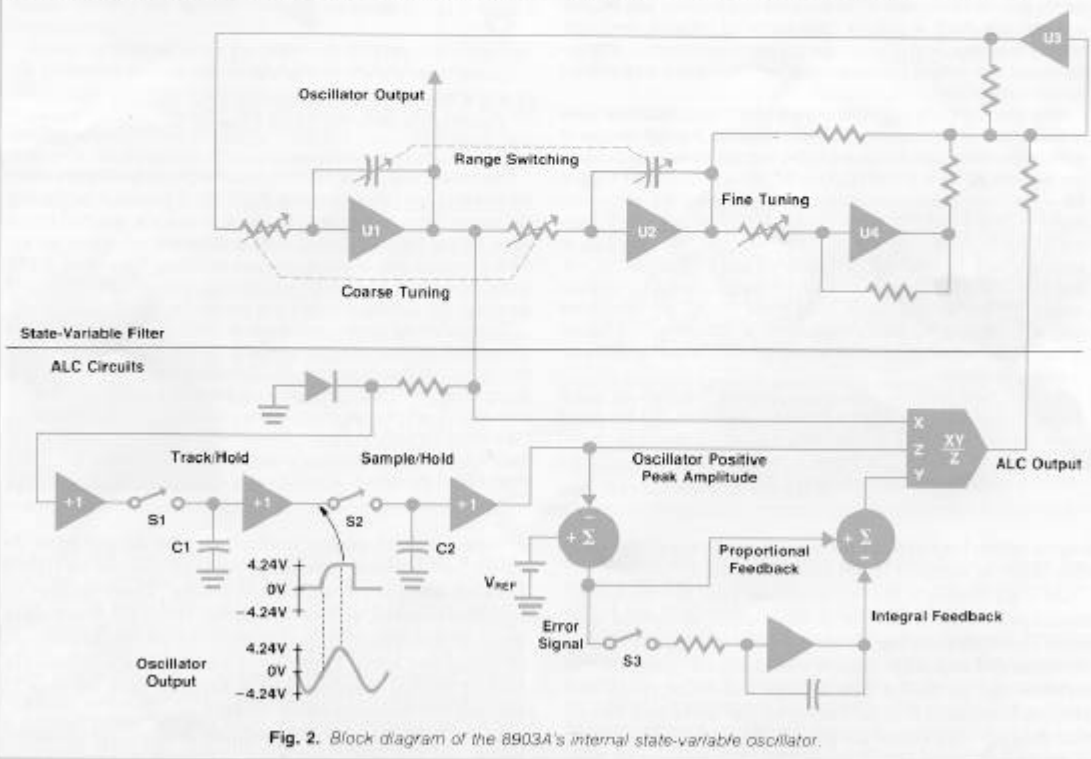 U3
Oscillator Output
Range Switching
Fine Tuning
U1
U2
U4
Coarse Tuning
State-Variable Filter
ALC Circuits
X
Z
Y
XY
Z
ALC Output
Track/Hold
Sample/Hold
Oscillator Positive
Peak Amplitude
+1
S1
+1
S2
+1
C1
C2
−
+ Σ
+ Σ
−
Proportional
Feedback
VREF
4.24V
0V
−4.24V
Error
Signal
S3
Integral Feedback
Oscillator
Output
4.24V
0V
−4.24V
Fig. 2. Block diagram of the 8903A's internal state-variable oscillator.